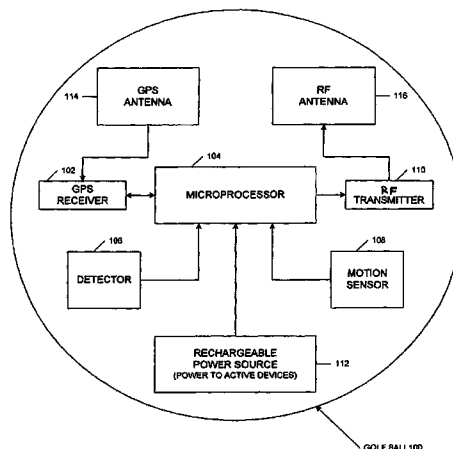 114
GPS
ANTENNA
RF
ANTENNA
116
102
GPS
RECEIVER
104
MICROPROCESSOR
110
RF
TRANSMITTER
106
DETECTOR
108
MOTION
SENSOR
RECHARGEABLE
POWER SOURCE
(POWER TO ACTIVE DEVICES)
112
GOLF BALL 100